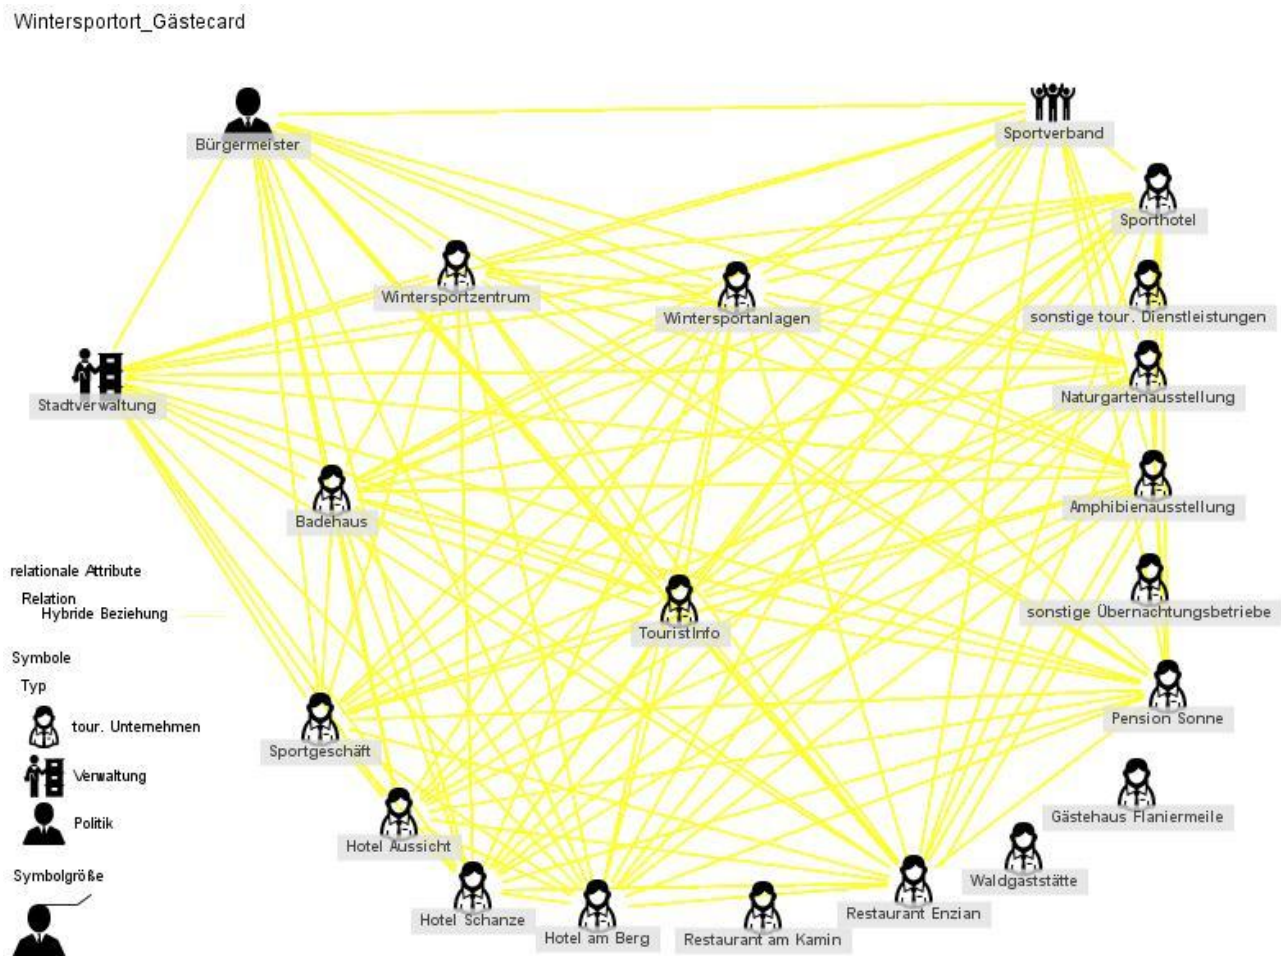 Wintersportort_Gästecard
Bürgermeister
Sportverband
Sporthotel
Wintersportzentrum
Wintersportanlagen
sonstige tour. Dienstleistungen
Naturgartenausstellung
Stadtverwaltung
Badehaus
Amphibienausstellung
relationale Attribute
Relation
Hybride Beziehung
sonstige Übernachtungsbetriebe
TouristInfo
Symbole
Typ
tour. Unternehmen
Pension Sonne
Sportgeschäft
Verwaltung
Gästehaus Flaniermeile
Politik
Hotel Aussicht
Symbolgröße
Waldgaststätte
Hotel Schanze
Restaurant Enzian
Hotel am Berg
Restaurant am Kamin